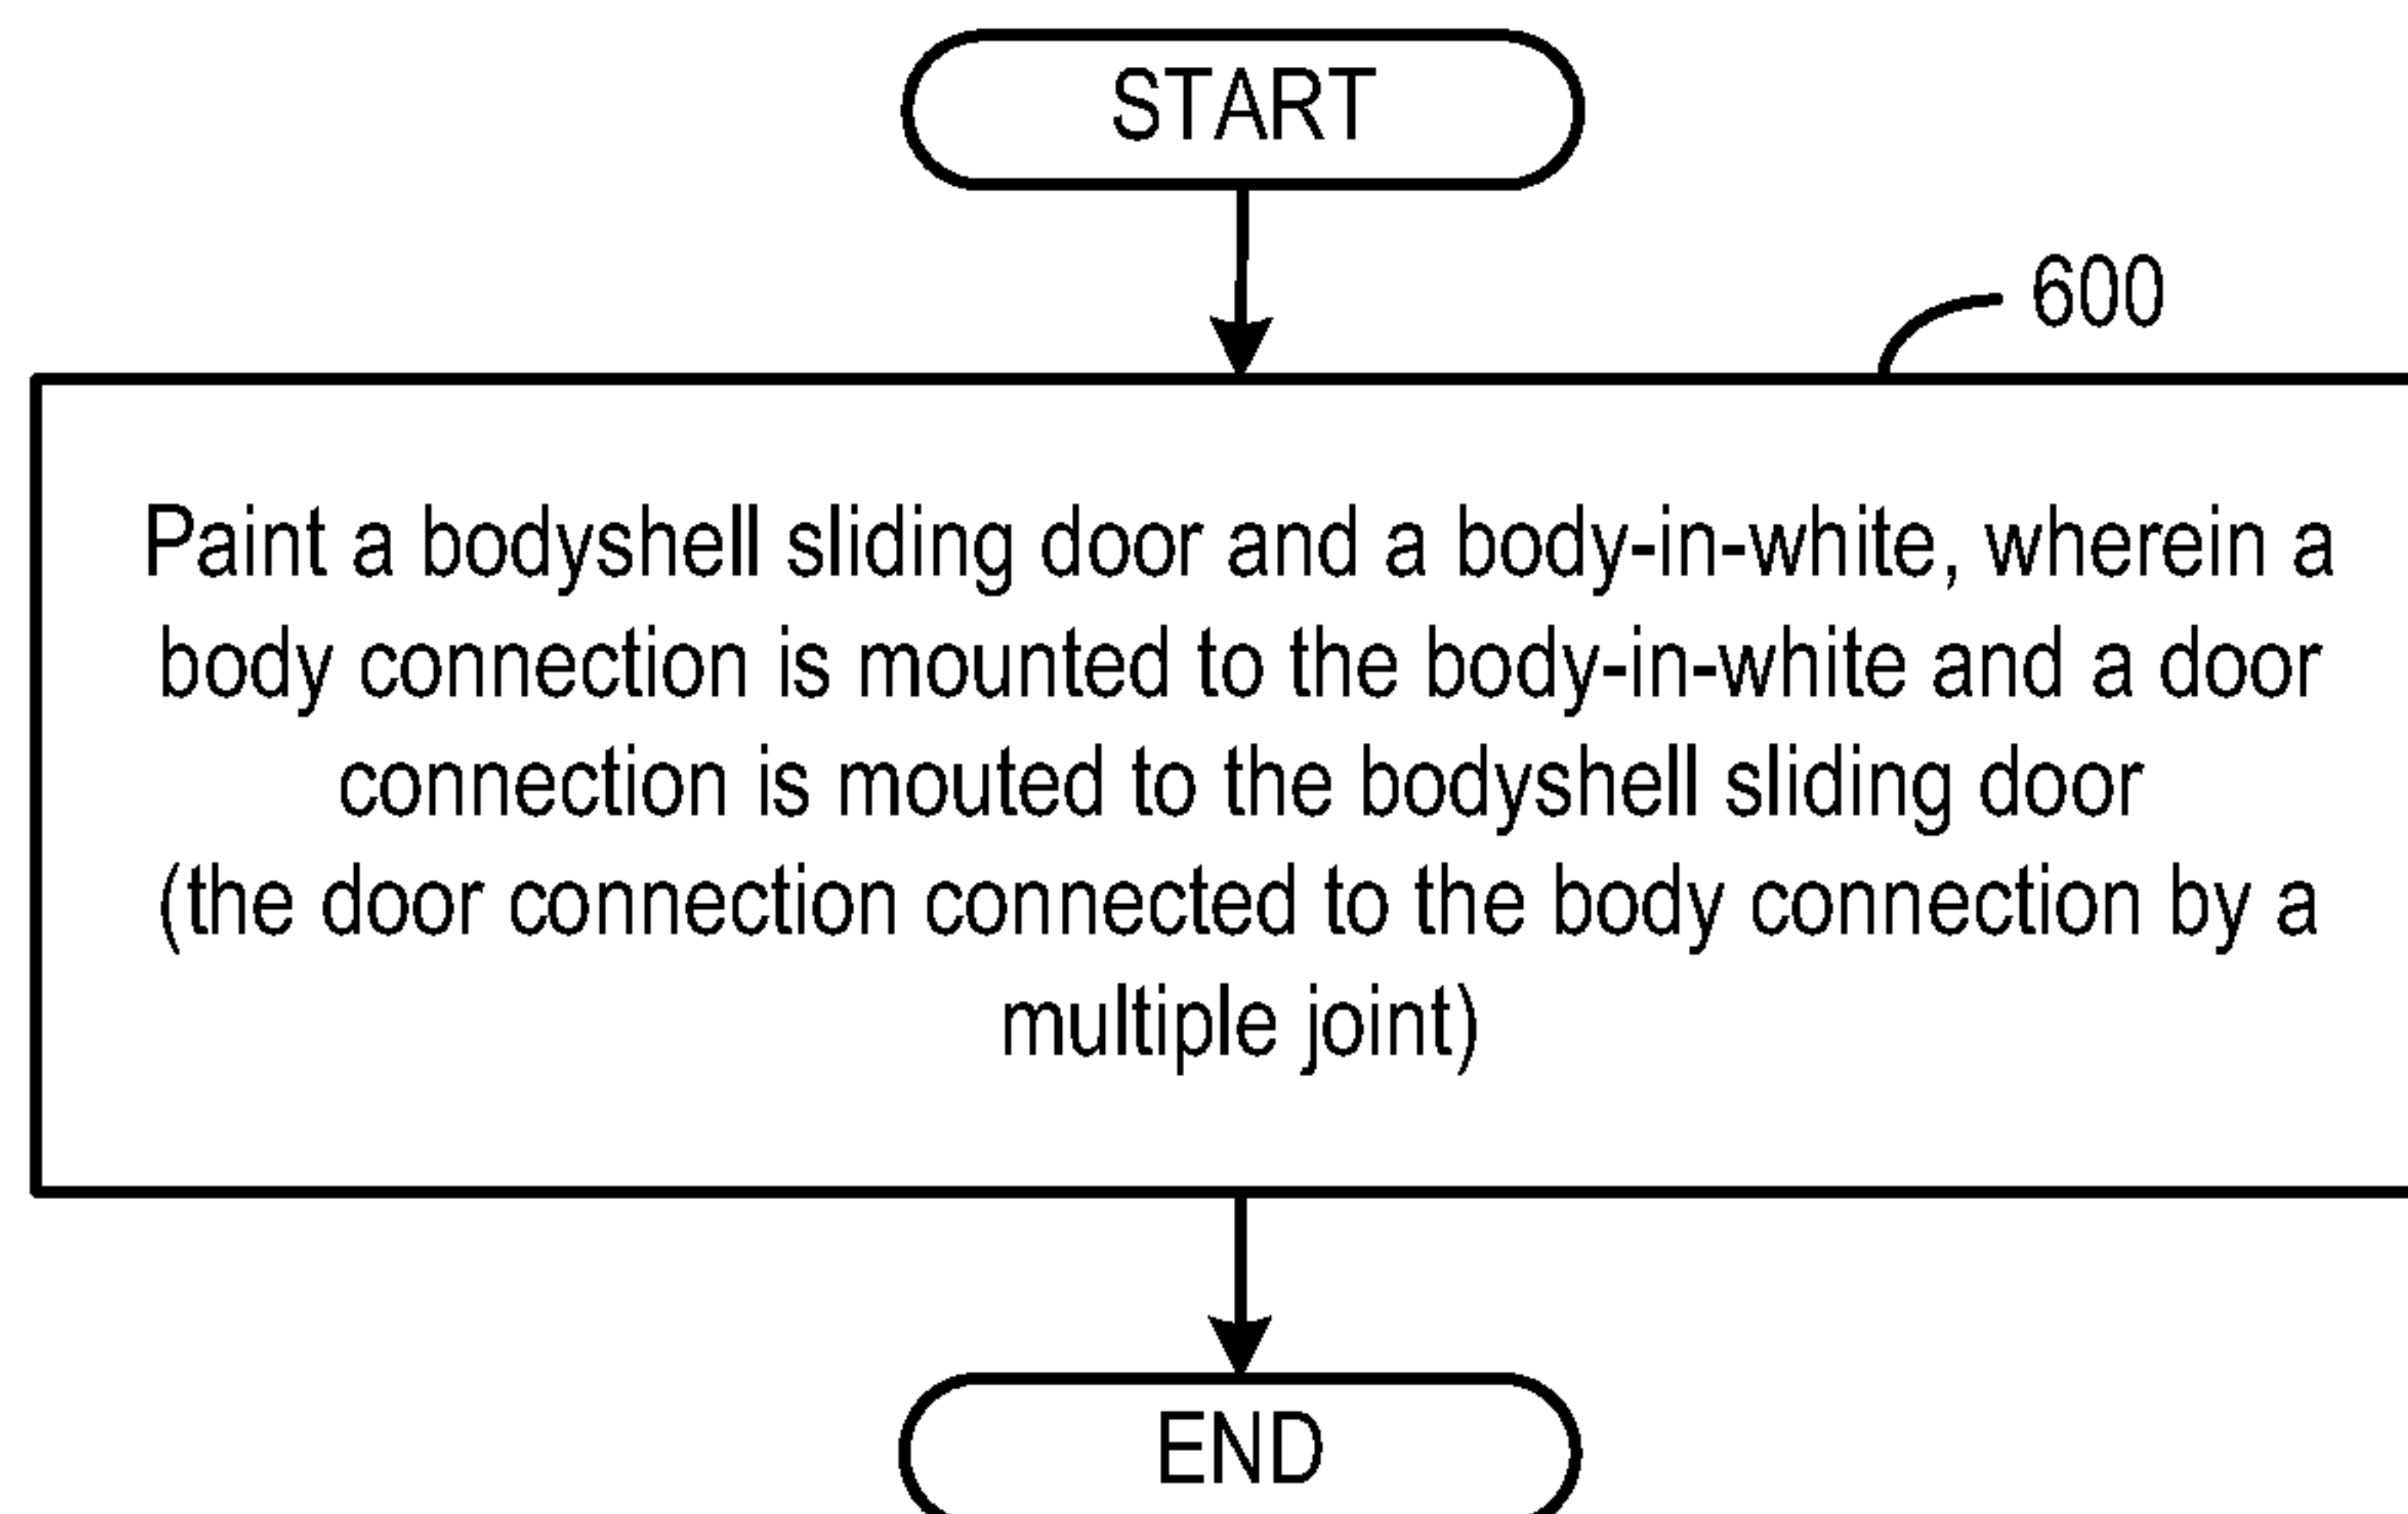 START
600
Paint a bodyshell sliding door and a body-in-white, wherein a
body connection is mounted to the body-in-white and a door
connection is mouted to the bodyshell sliding door
(the door connection connected to the body connection by a
multiple joint)
END